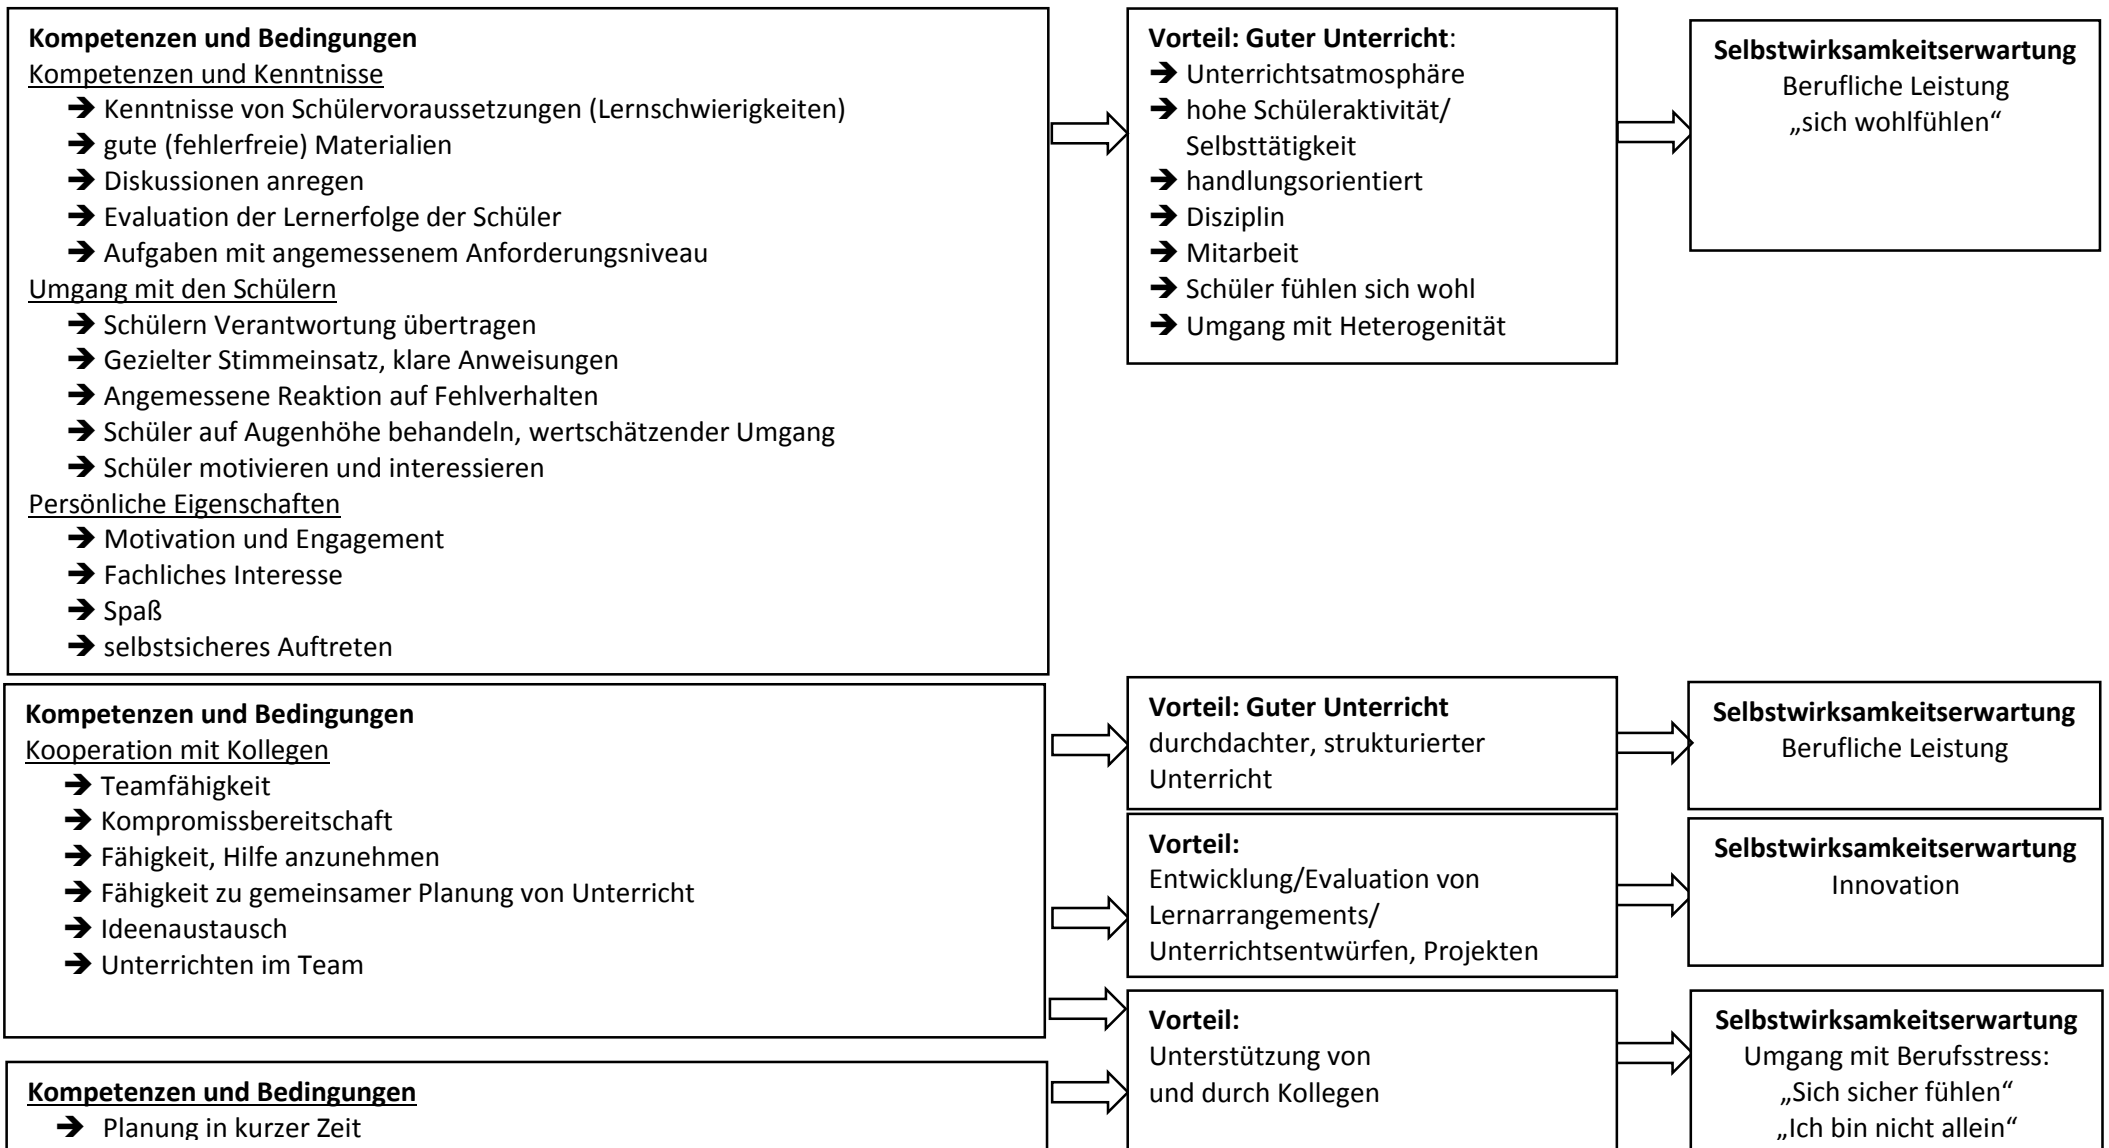 Kompetenzen und Bedingungen
Kompetenzen und Kenntnisse
➔ Kenntnisse von Schülervoraussetzungen (Lernschwierigkeiten)
➔ gute (fehlerfreie) Materialien
➔ Diskussionen anregen
➔ Evaluation der Lernerfolge der Schüler
➔ Aufgaben mit angemessenem Anforderungsniveau
Umgang mit den Schülern
➔ Schülern Verantwortung übertragen
➔ Gezielter Stimmeinsatz, klare Anweisungen
➔ Angemessene Reaktion auf Fehlverhalten
➔ Schüler auf Augenhöhe behandeln, wertschätzender Umgang
➔ Schüler motivieren und interessieren
Persönliche Eigenschaften
➔ Motivation und Engagement
➔ Fachliches Interesse
➔ Spaß
➔ selbstsicheres Auftreten
Vorteil: Guter Unterricht:
➔ Unterrichtsatmosphäre
➔ hohe Schüleraktivität/
Selbsttätigkeit
➔ handlungsorientiert
➔ Disziplin
➔ Mitarbeit
➔ Schüler fühlen sich wohl
➔ Umgang mit Heterogenität
Selbstwirksamkeitserwartung
Berufliche Leistung
„sich wohlfühlen“
Kompetenzen und Bedingungen
Kooperation mit Kollegen
➔ Teamfähigkeit
➔ Kompromissbereitschaft
➔ Fähigkeit, Hilfe anzunehmen
➔ Fähigkeit zu gemeinsamer Planung von Unterricht
➔ Ideenaustausch
➔ Unterrichten im Team
Vorteil: Guter Unterricht
durchdachter, strukturierter
Unterricht
Selbstwirksamkeitserwartung
Berufliche Leistung
Vorteil:
Entwicklung/Evaluation von
Lernarrangements/
Unterrichtsentwürfen, Projekten
Selbstwirksamkeitserwartung
Innovation
Kompetenzen und Bedingungen
➔ Planung in kurzer Zeit
Vorteil:
Unterstützung von
und durch Kollegen
Selbstwirksamkeitserwartung
Umgang mit Berufsstress:
„Sich sicher fühlen“
„Ich bin nicht allein“